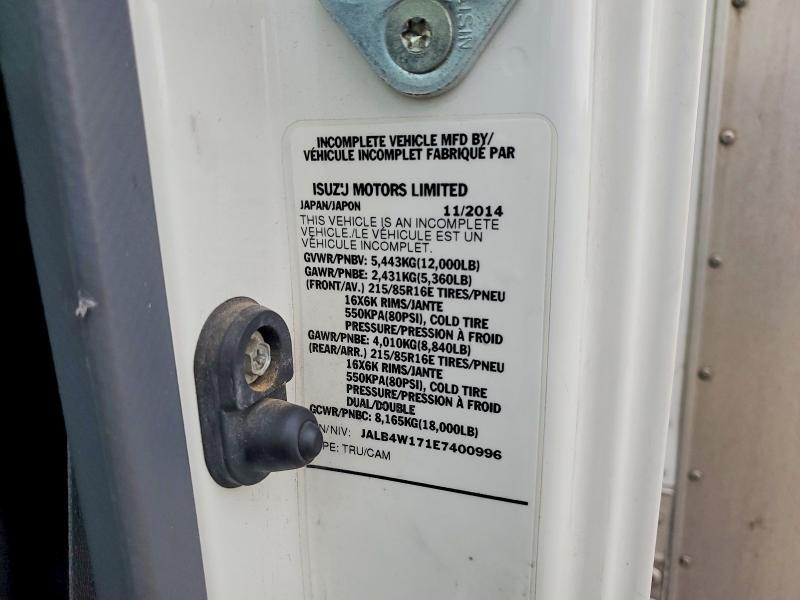 AISIN
INCOMPLETE VEHICLE MFD BY/
VÉHICULE INCOMPLET FABRIQUÉ PAR
ISUZU MOTORS LIMITED
JAPAN/JAPON 11/2014
THIS VEHICLE IS AN INCOMPLETE
VEHICLE./LE VÉHICULE EST UN
VÉHICULE INCOMPLET.
GVWR/PNBV: 5,443KG(12,000LB)
GAWR/PNBE: 2,431KG(5,360LB)
(FRONT/AV.) 215/85R16E TIRES/PNEU
16X6K RIMS/JANTE
550KPA(80PSI), COLD TIRE
PRESSURE/PRESSION À FROID
GAWR/PNBE: 4,010KG(8,840LB)
(REAR/ARR.) 215/85R16E TIRES/PNEU
16X6K RIMS/JANTE
550KPA(80PSI), COLD TIRE
PRESSURE/PRESSION À FROID
DUAL/DOUBLE
GCWR/PNBC: 8,165KG(18,000LB)
N/NIV: JALB4W171E7400996
PE: TRU/CAM